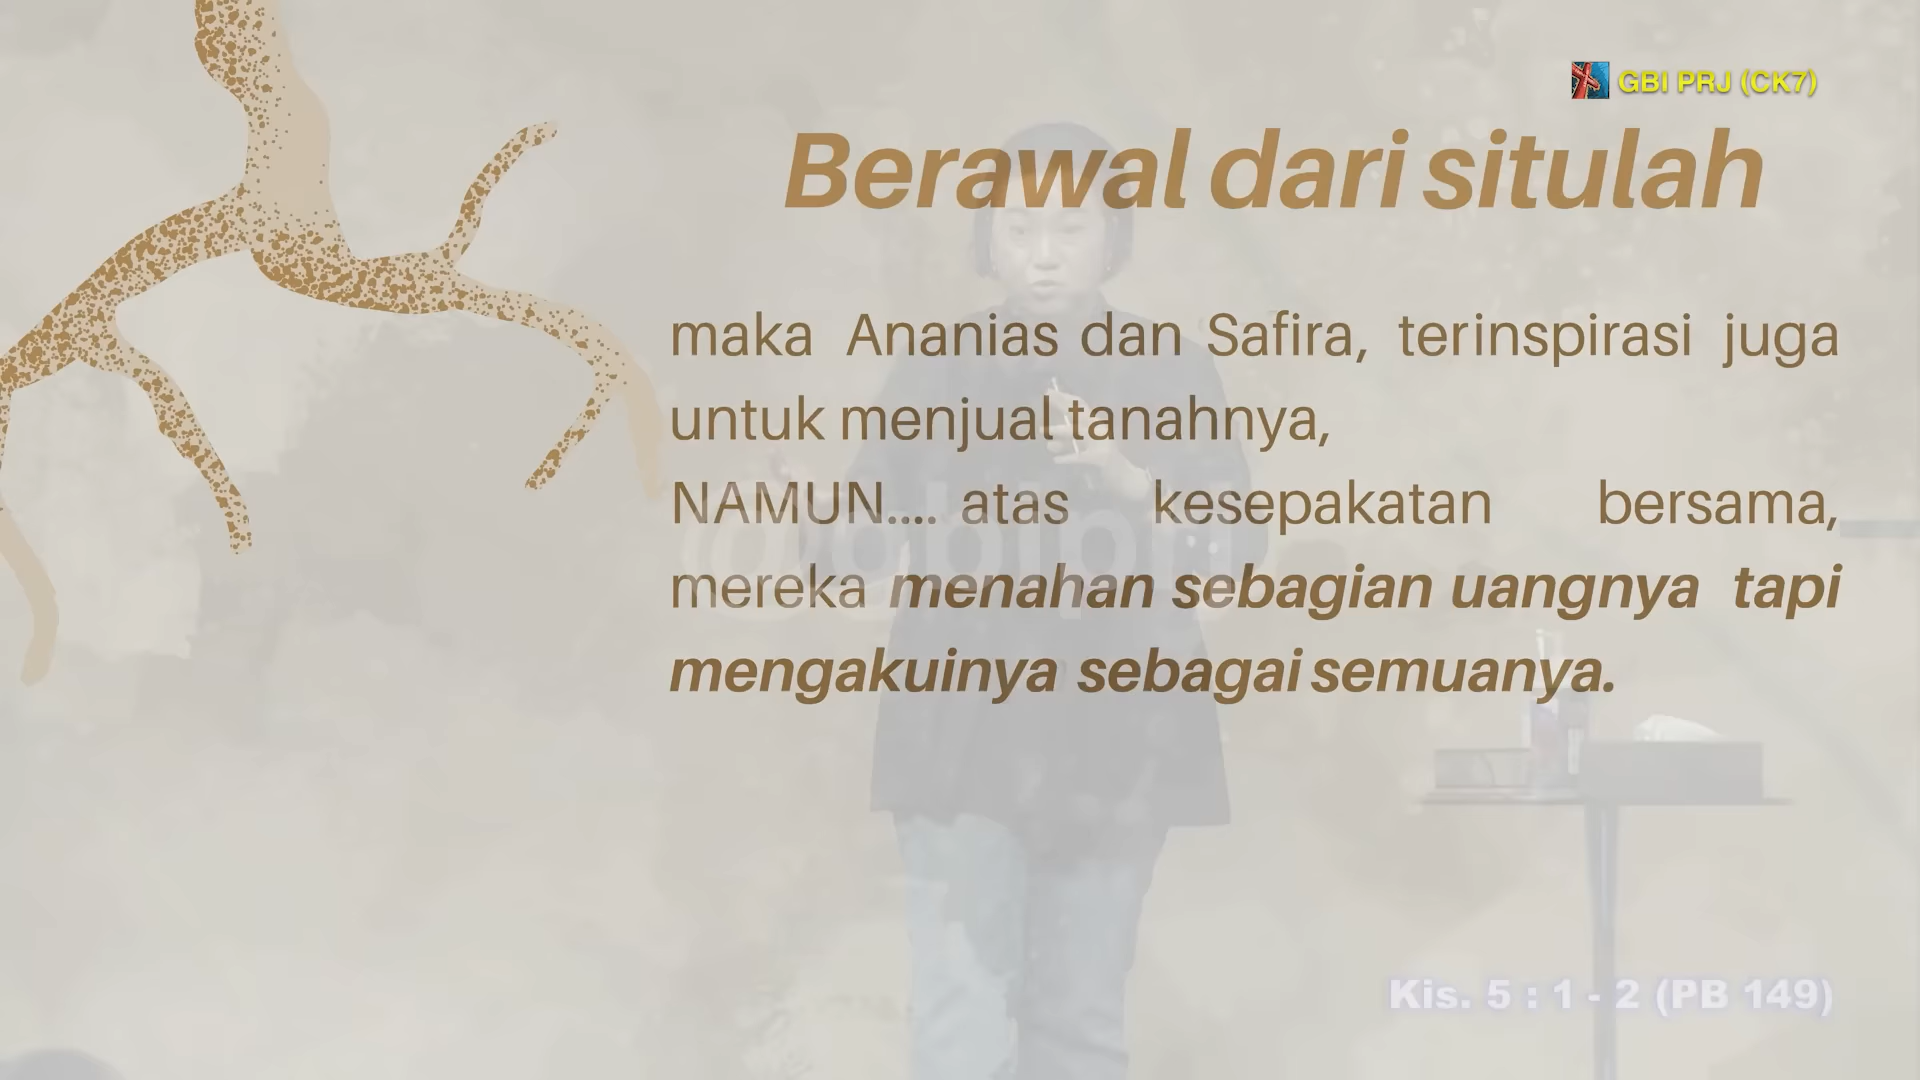 GBI PRJ (CK7)
Berawal dari situlah
maka Ananias dan Safira, terinspirasi juga
untuk menjual tanahnya,
NAMUN.... atas kesepakatan bersama,
mereka menahan sebagian uangnya tapi
mengakuinya sebagai semuanya.
@gbiprj
Kis. 5 : 1 - 2 (PB 149)